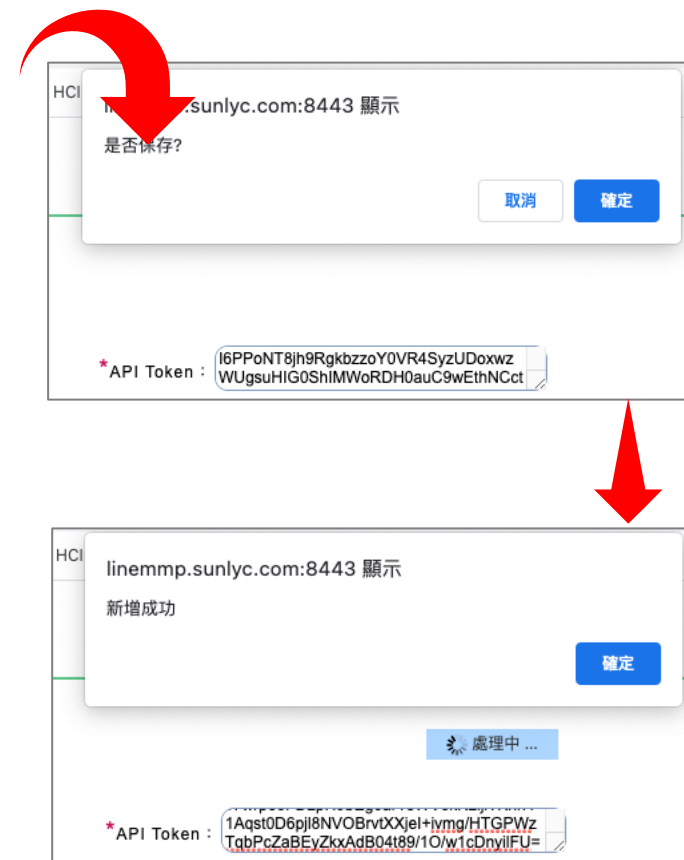 HCI
.sunlyc.com:8443 顯示
是否保存?
取消
確定
*API Token :
I6PPoNT8jh9RgkbzzoY0VR4SyzUDoxwz
WUgsuHIG0ShIMWoRDH0auC9wEthNCct
HCI
linemmp.sunlyc.com:8443 顯示
新增成功
確定
處理中 ...
*API Token :
1Aqst0D6pjI8NVOBrvtXXjeI+ivmg/HTGPWz
TqbPcZaBEyZkxAdB04t89/1O/w1cDnyiIFU=